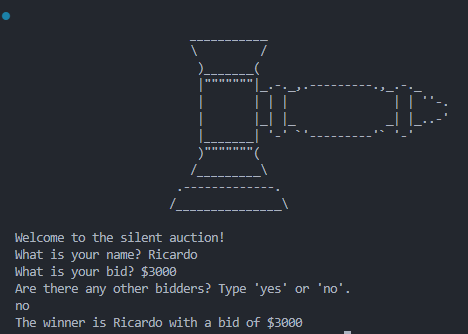 Welcome to the silent auction!
What is your name? Ricardo
What is your bid? $3000
Are there any other bidders? Type 'yes' or 'no'.
no
The winner is Ricardo with a bid of $3000